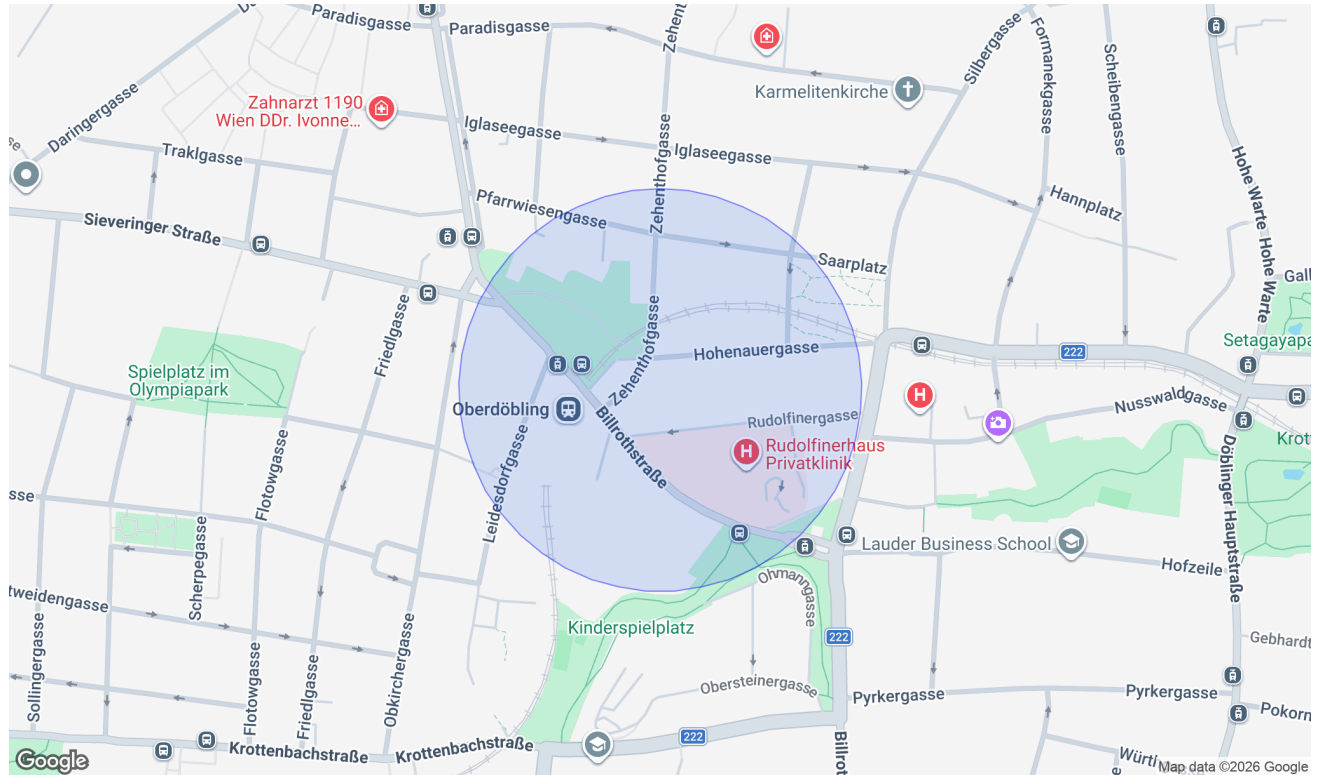 Paradisgasse
Paradisgasse
Zehenthofgasse
Silbergasse
Formanekgasse
Scheibengasse
Karmelitenkirche
Zahnarzt 1190
Wien DDr. Ivonne…
Daringergasse
Iglaseegasse
Iglaseegasse
Traklgasse
Hohe Warte
Hohe Warte
Pfarrwiesengasse
Zehenthofgasse
Hannplatz
Sieveringer Straße
Saarplatz
Gall
Friedlgasse
Zehenthofgasse
Hohenauergasse
222
Setagayapa
Spielplatz im
Olympiapark
Oberdöbling
Billrothstraße
Rudolfinergasse
Nusswaldgasse
Rudolfinerhaus
Privatklinik
Krott
Döblinger Hauptstraße
Flotowgasse
Leidesdorfgasse
sse
Lauder Business School
Hofzeile
Scherpegasse
Ohmanngasse
tweidengasse
Kinderspielplatz
222
Gebhardt
Sollingergasse
Flotowgasse
Friedlgasse
Obkirchergasse
Obersteinergasse
Pyrkergasse
Pyrkergasse
Pokorn
Krottenbachstraße
Krottenbachstraße
222
Billrot
Google
Map data ©2026 Google